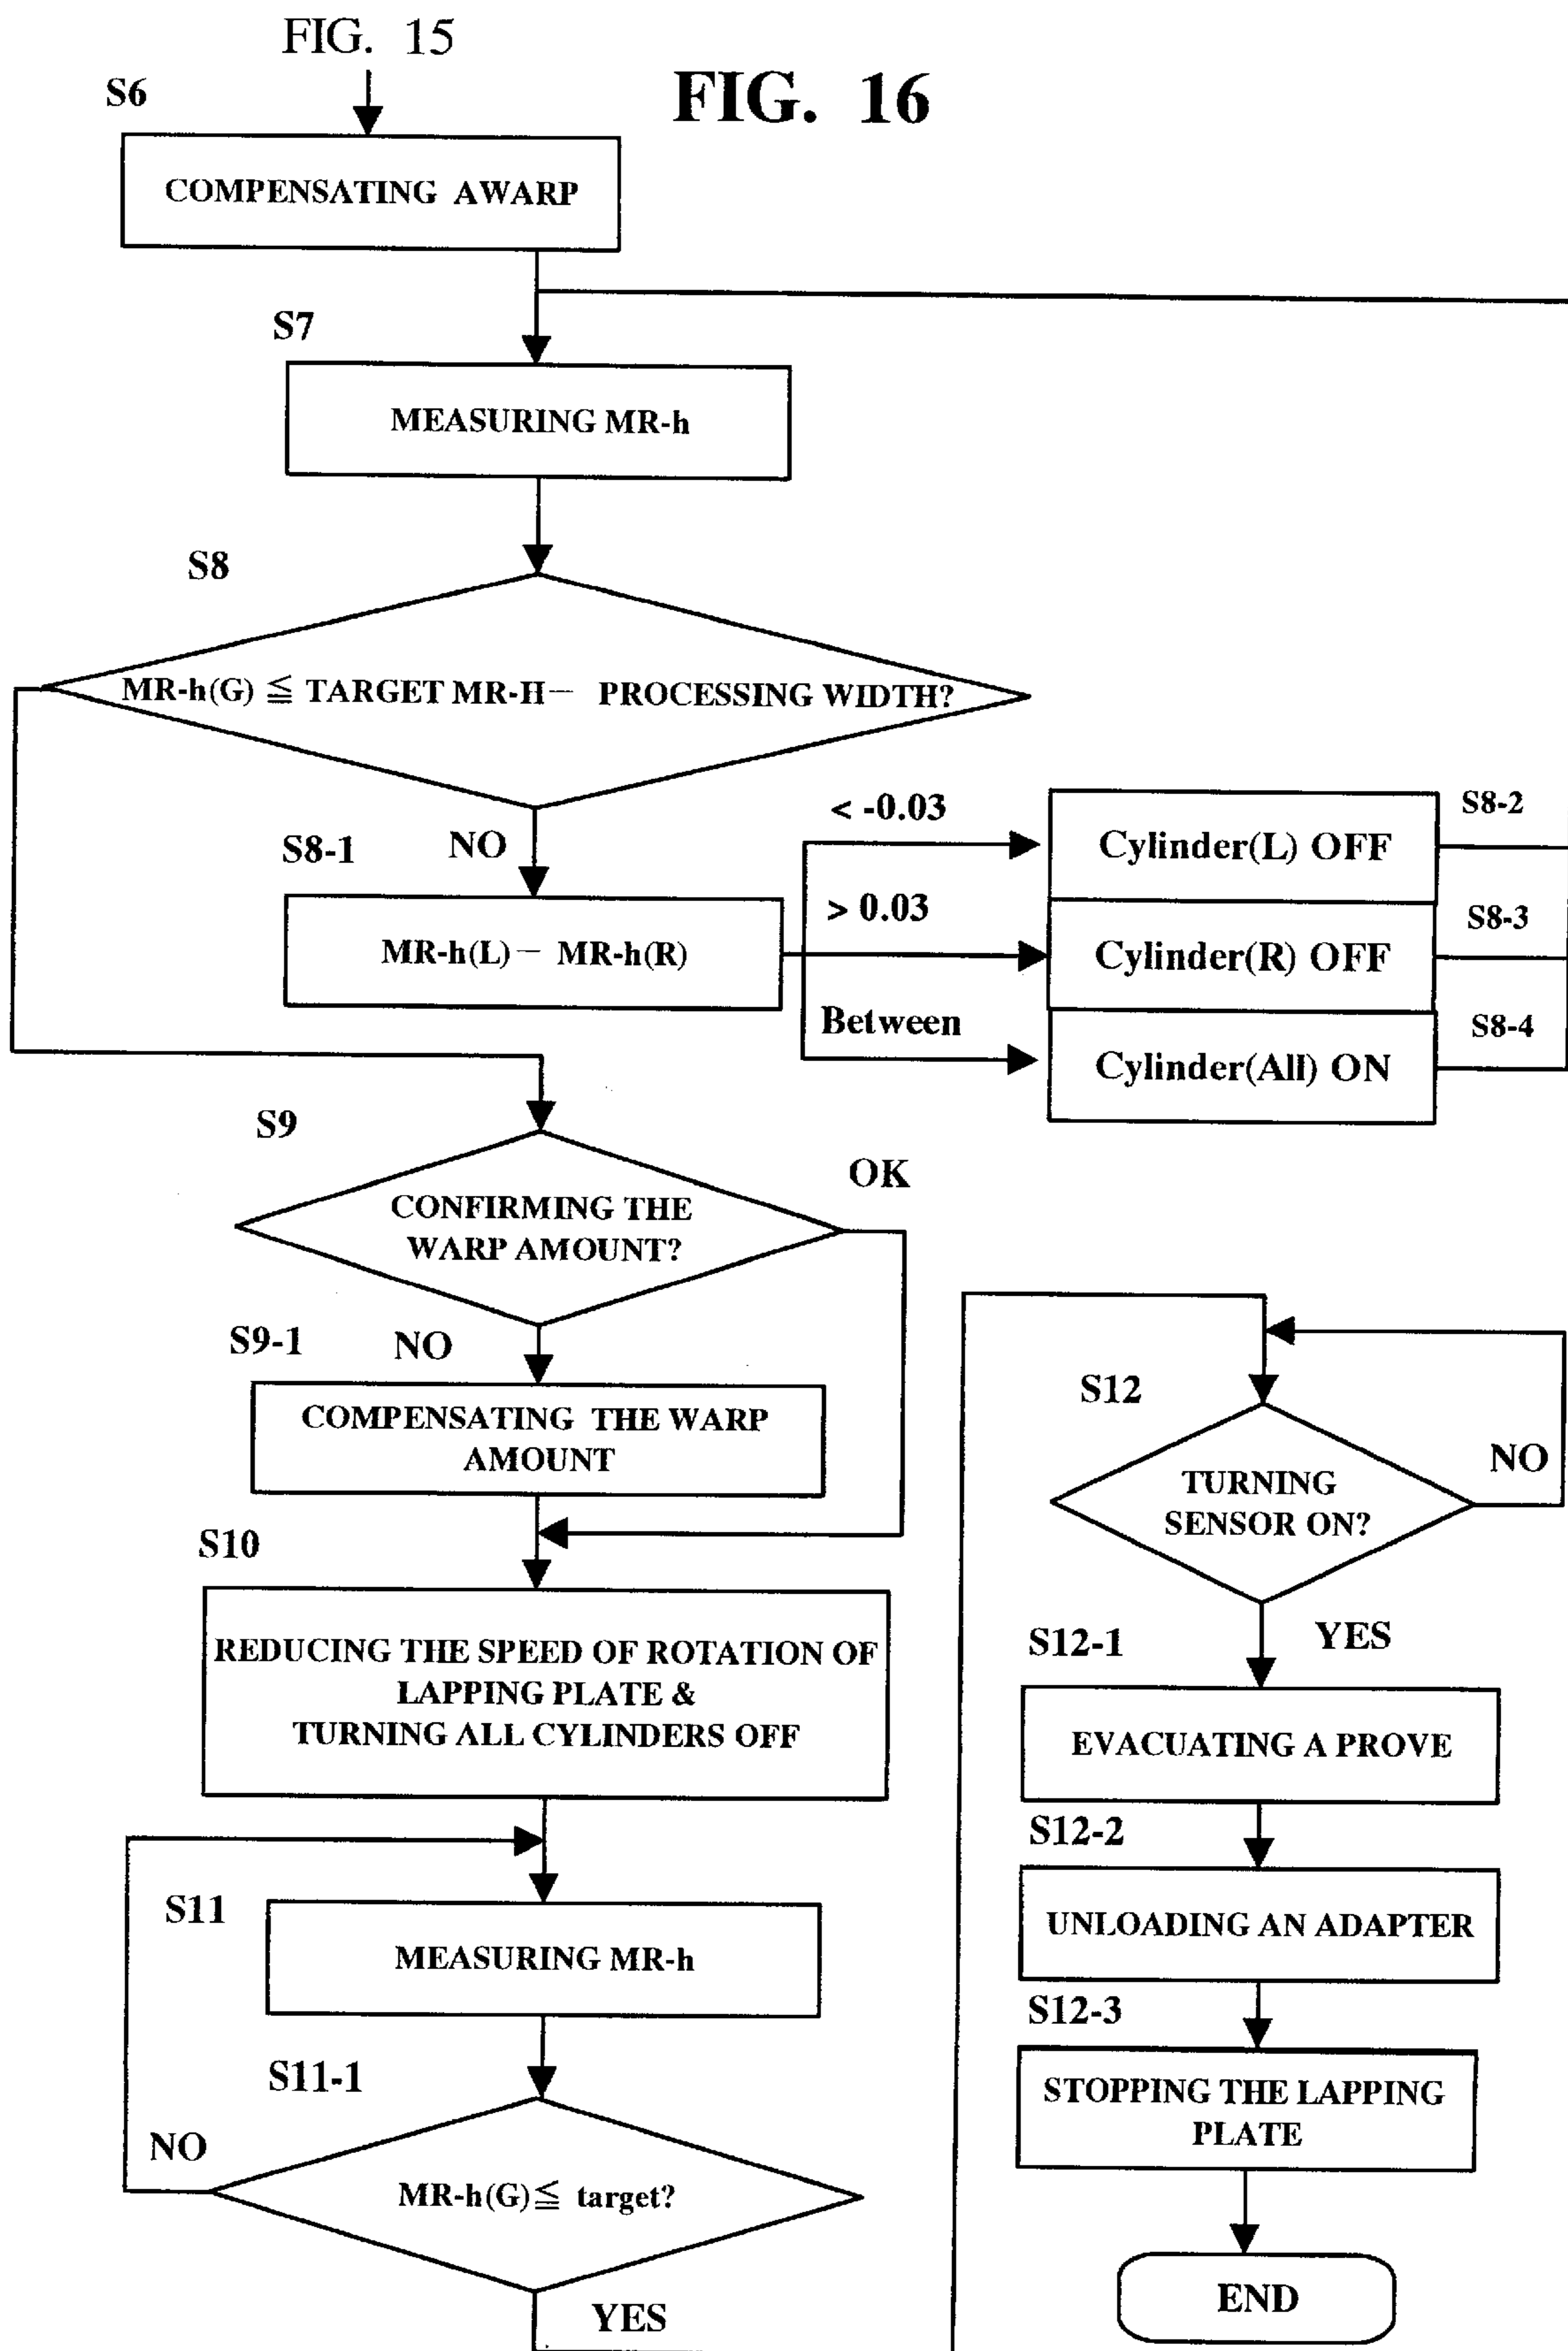 FIG. 15
FIG. 16
S6
COMPENSATING AWARP
S7
MEASURING MR-h
S8
MR-h(G) ≦ TARGET MR-H— PROCESSING WIDTH?
NO
S8-1
MR-h(L) — MR-h(R)
< -0.03
Cylinder(L) OFF
S8-2
> 0.03
Cylinder(R) OFF
S8-3
Between
Cylinder(All) ON
S8-4
S9
CONFIRMING THE
WARP AMOUNT?
OK
NO
S9-1
COMPENSATING THE WARP
AMOUNT
S10
REDUCING THE SPEED OF ROTATION OF
LAPPING PLATE &
TURNING ALL CYLINDERS OFF
S11
MEASURING MR-h
S11-1
NO
MR-h(G)≦ target?
YES
S12
TURNING
SENSOR ON?
NO
YES
S12-1
EVACUATING A PROVE
S12-2
UNLOADING AN ADAPTER
S12-3
STOPPING THE LAPPING
PLATE
END